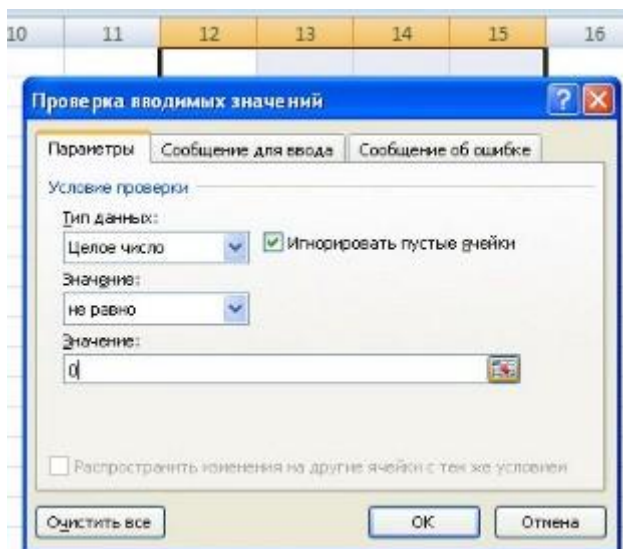 10 11 12 13 14 15 16
Проверка вводимых значений
Параметры Сообщение для ввода Сообщение об ошибке
Условие проверки
Тип данных:
Целое число Игнорировать пустые ячейки
Значение:
не равно
Значение:
0
Распространить изменения на другие ячейки с тем же условием
Очистить все ОК Отмена